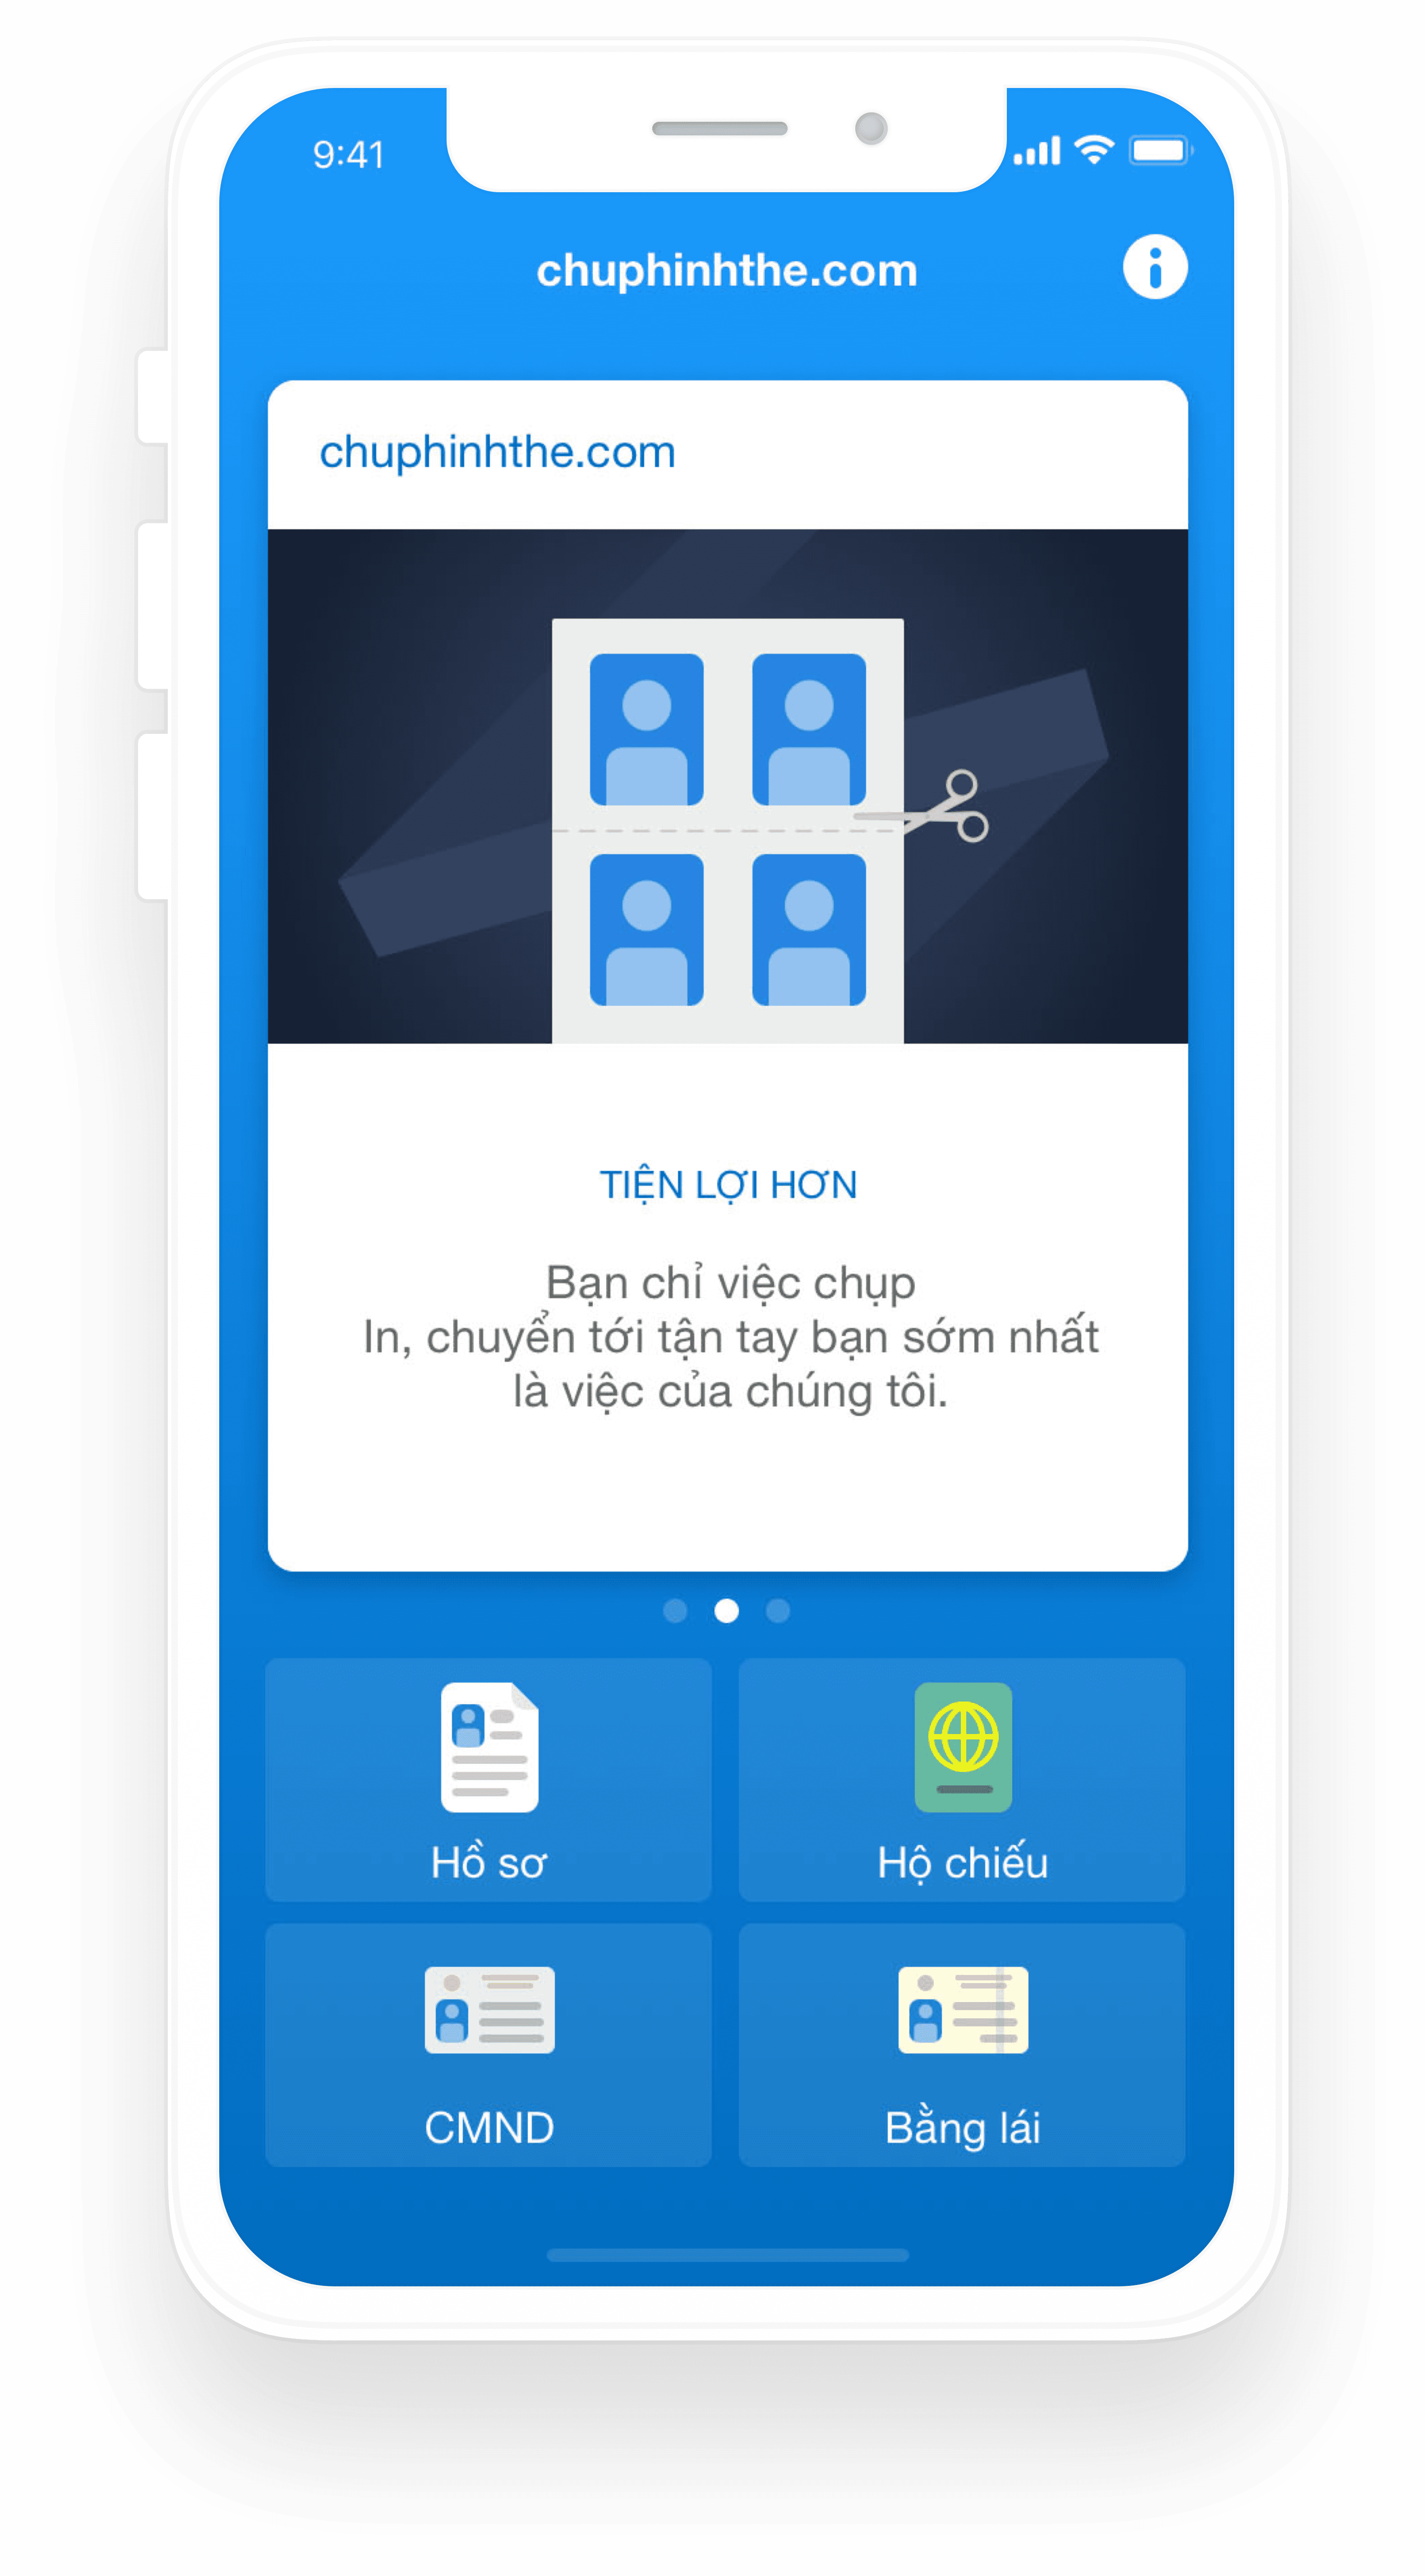 9:41
chuphinhthe.com
chuphinhthe.com
TIỆN LỢI HƠN
Bạn chỉ việc chụp
In, chuyển tới tận tay bạn sớm nhất
là việc của chúng tôi.
Hồ sơ
Hộ chiếu
CMND
Bằng lái